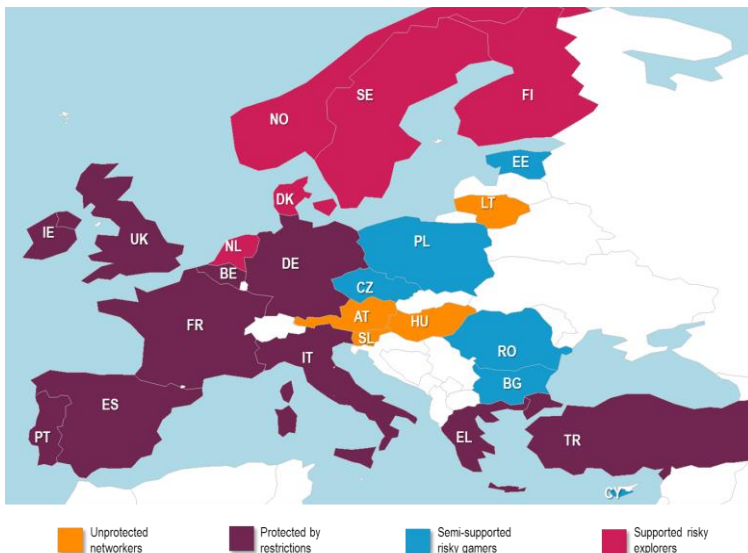 SE
FI
NO
EE
DK
LT
IE
UK
NL
PL
BE
DE
CZ
FR
AT
HU
SL
IT
RO
BG
ES
PT
EL
TR
CY
Unprotected
networkers
Protected by
restrictions
Semi-supported
risky gamers
Supported risky
explorers